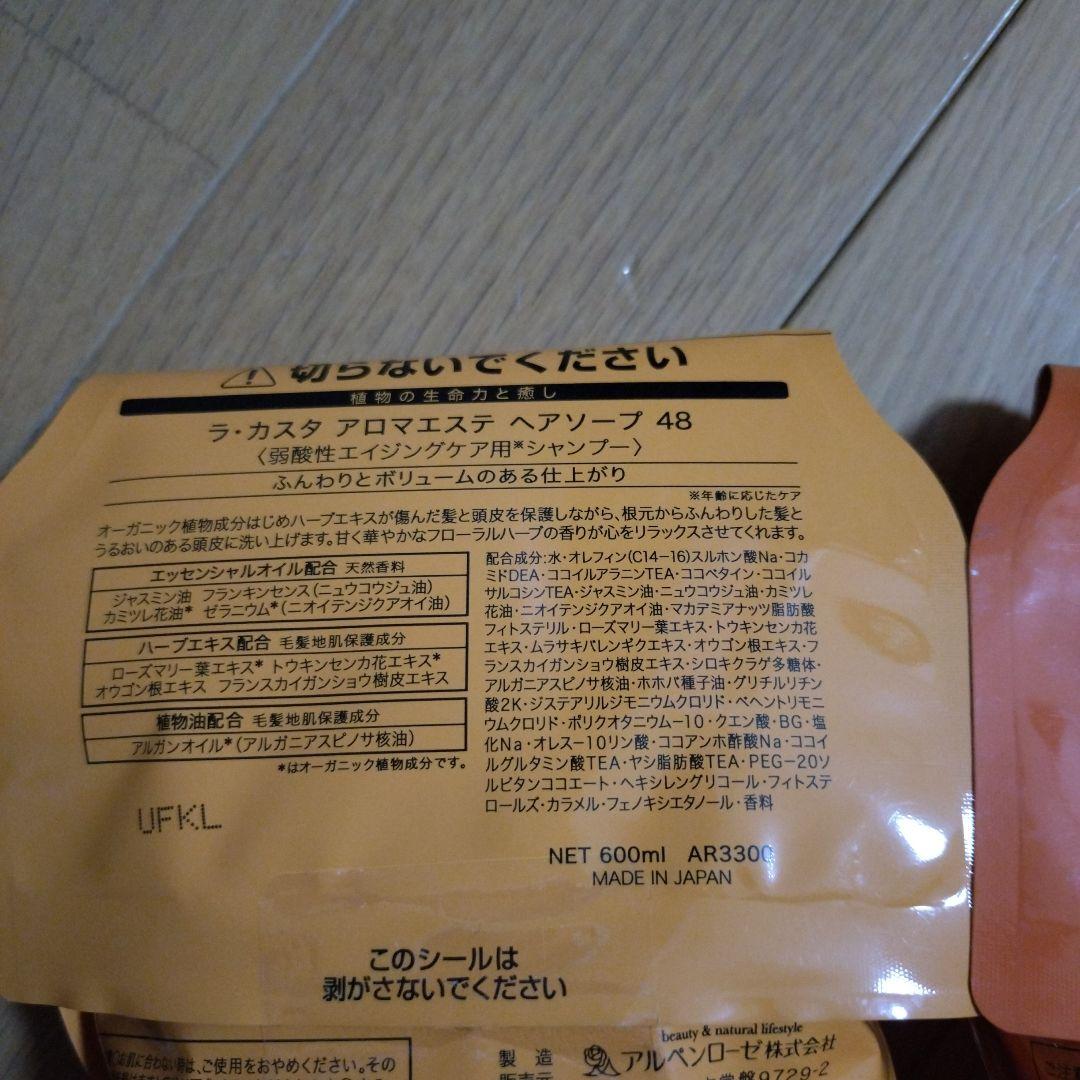 切らないでください
植物の生命力と癒し
ラ・カスタ アロマエステ ヘアソープ 48
〈弱酸性エイジングケア用※シャンプー〉
ふんわりとボリュームのある仕上がり
※年齢に応じたケア
オーガニック植物成分はじめハーブエキスが傷んだ髪と頭皮を保護しながら、根元からふんわりした髪と
うるおいのある頭皮に洗い上げます。甘く華やかなフローラルハーブの香りが心をリラックスさせてくれます。
エッセンシャルオイル配合 天然香料
ジャスミン油 フランキンセンス(ニュウコウジュ油)
カミツレ花油* ゼラニウム*(ニオイテンジクアオイ油)
ハーブエキス配合 毛髪地肌保護成分
ローズマリー葉エキス* トウキンセンカ花エキス*
オウゴン根エキス フランスカイガンショウ樹皮エキス
植物油配合 毛髪地肌保護成分
アルガンオイル*(アルガニアスピノサ核油)
*はオーガニック植物成分です。
配合成分:水・オレフィン(C14-16)スルホン酸Na・コカ
ミドDEA・ココイルアラニンTEA・ココベタイン・ココイル
サルコシンTEA・ジャスミン油・ニュウコウジュ油・カミツレ
花油・ニオイテンジクアオイ油・マカデミアナッツ脂肪酸
フィトステリル・ローズマリー葉エキス・トウキンセンカ花
エキス・ムラサキバレンギクエキス・オウゴン根エキス・フ
ランスカイガンショウ樹皮エキス・シロキクラゲ多糖体・
アルガニアスピノサ核油・ホホバ種子油・グリチルリチン
酸2K・ジステアリルジモニウムクロリド・ベヘントリモニ
ウムクロリド・ポリクオタニウム-10・クエン酸・BG・塩
化Na・オレス-10リン酸・ココアンホ酢酸Na・ココイ
ルグルタミン酸TEA・ヤシ脂肪酸TEA・PEG-20ソ
ルビタンココエート・ヘキシレングリコール・フィトステ
ロールズ・カラメル・フェノキシエタノール・香料
UFKL
NET 600ml AR3300
MADE IN JAPAN
このシールは
剥がさないでください
お肌に合わない時は、ご使用をおやめください。その
製造
beauty & natural lifestyle
アルペンローゼ株式会社
常盤9729-2